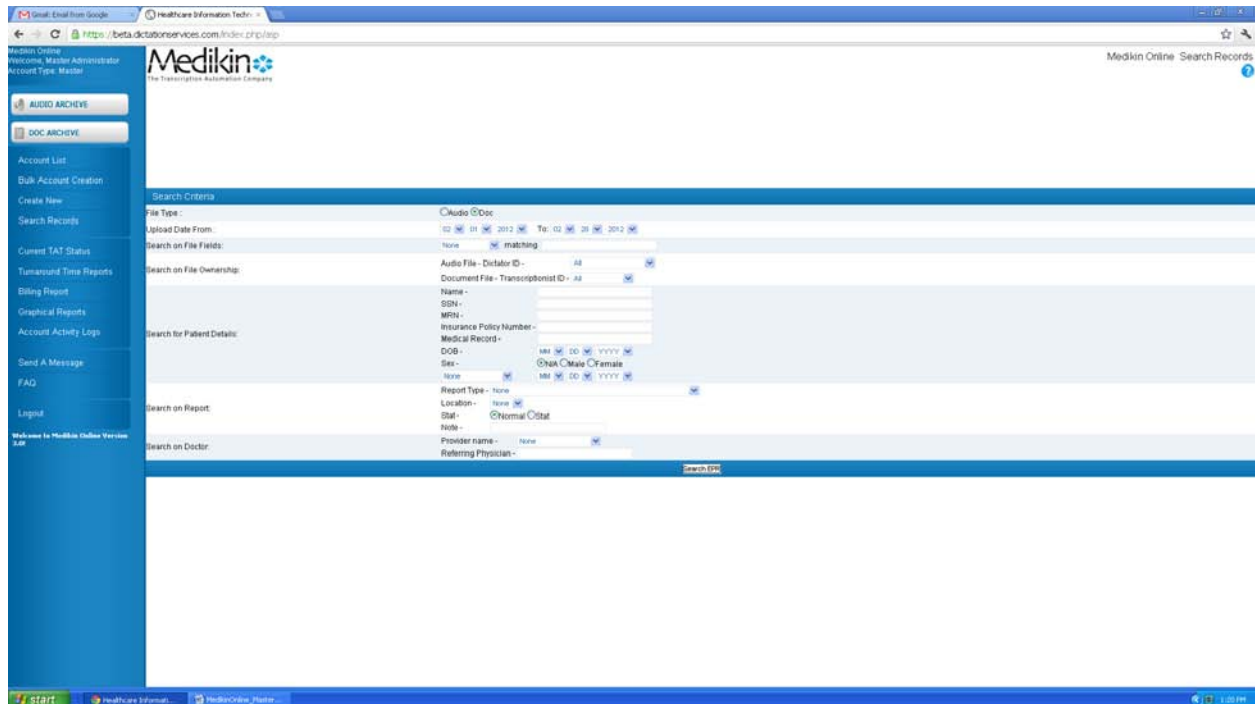 Gmail: Email from Google
Healthcare Information Techn
https://beta.dictationservices.com/index.php/asp
Medikin Online
Welcome, Master Administrator
Account Type: Master
AUDIO ARCHIVE
DOC ARCHIVE
Account List
Bulk Account Creation
Create New
Search Records
Current TAT Status
Turnaround Time Reports
Billing Report
Graphical Reports
Account Activity Logs
Send A Message
FAQ
Logout
Welcome to Medikin Online Version
Medikin
The Transcription Automation Company
Medikin Online Search Records
?
Search Criteria
File Type : Audio Doc
Upload Date From: 02 01 2012 To: 02 28 2012
Search on File Fields: None matching
Search on File Ownership:
Audio File - Dictator ID - All
Document File - Transcriptionist ID - All
Search for Patient Details:
Name -
SSN -
MRN -
Insurance Policy Number -
Medical Record -
DOB - MM DD YYYY
Sex - N/A Male Female
None MM DD YYYY
Search on Report:
Report Type - None
Location - None
Stat - Normal Stat
Note -
Search on Doctor:
Provider name - None
Referring Physician -
Search EPR
start
Healthcare Informati...
MedikinOnline_Master...
1:00 PM